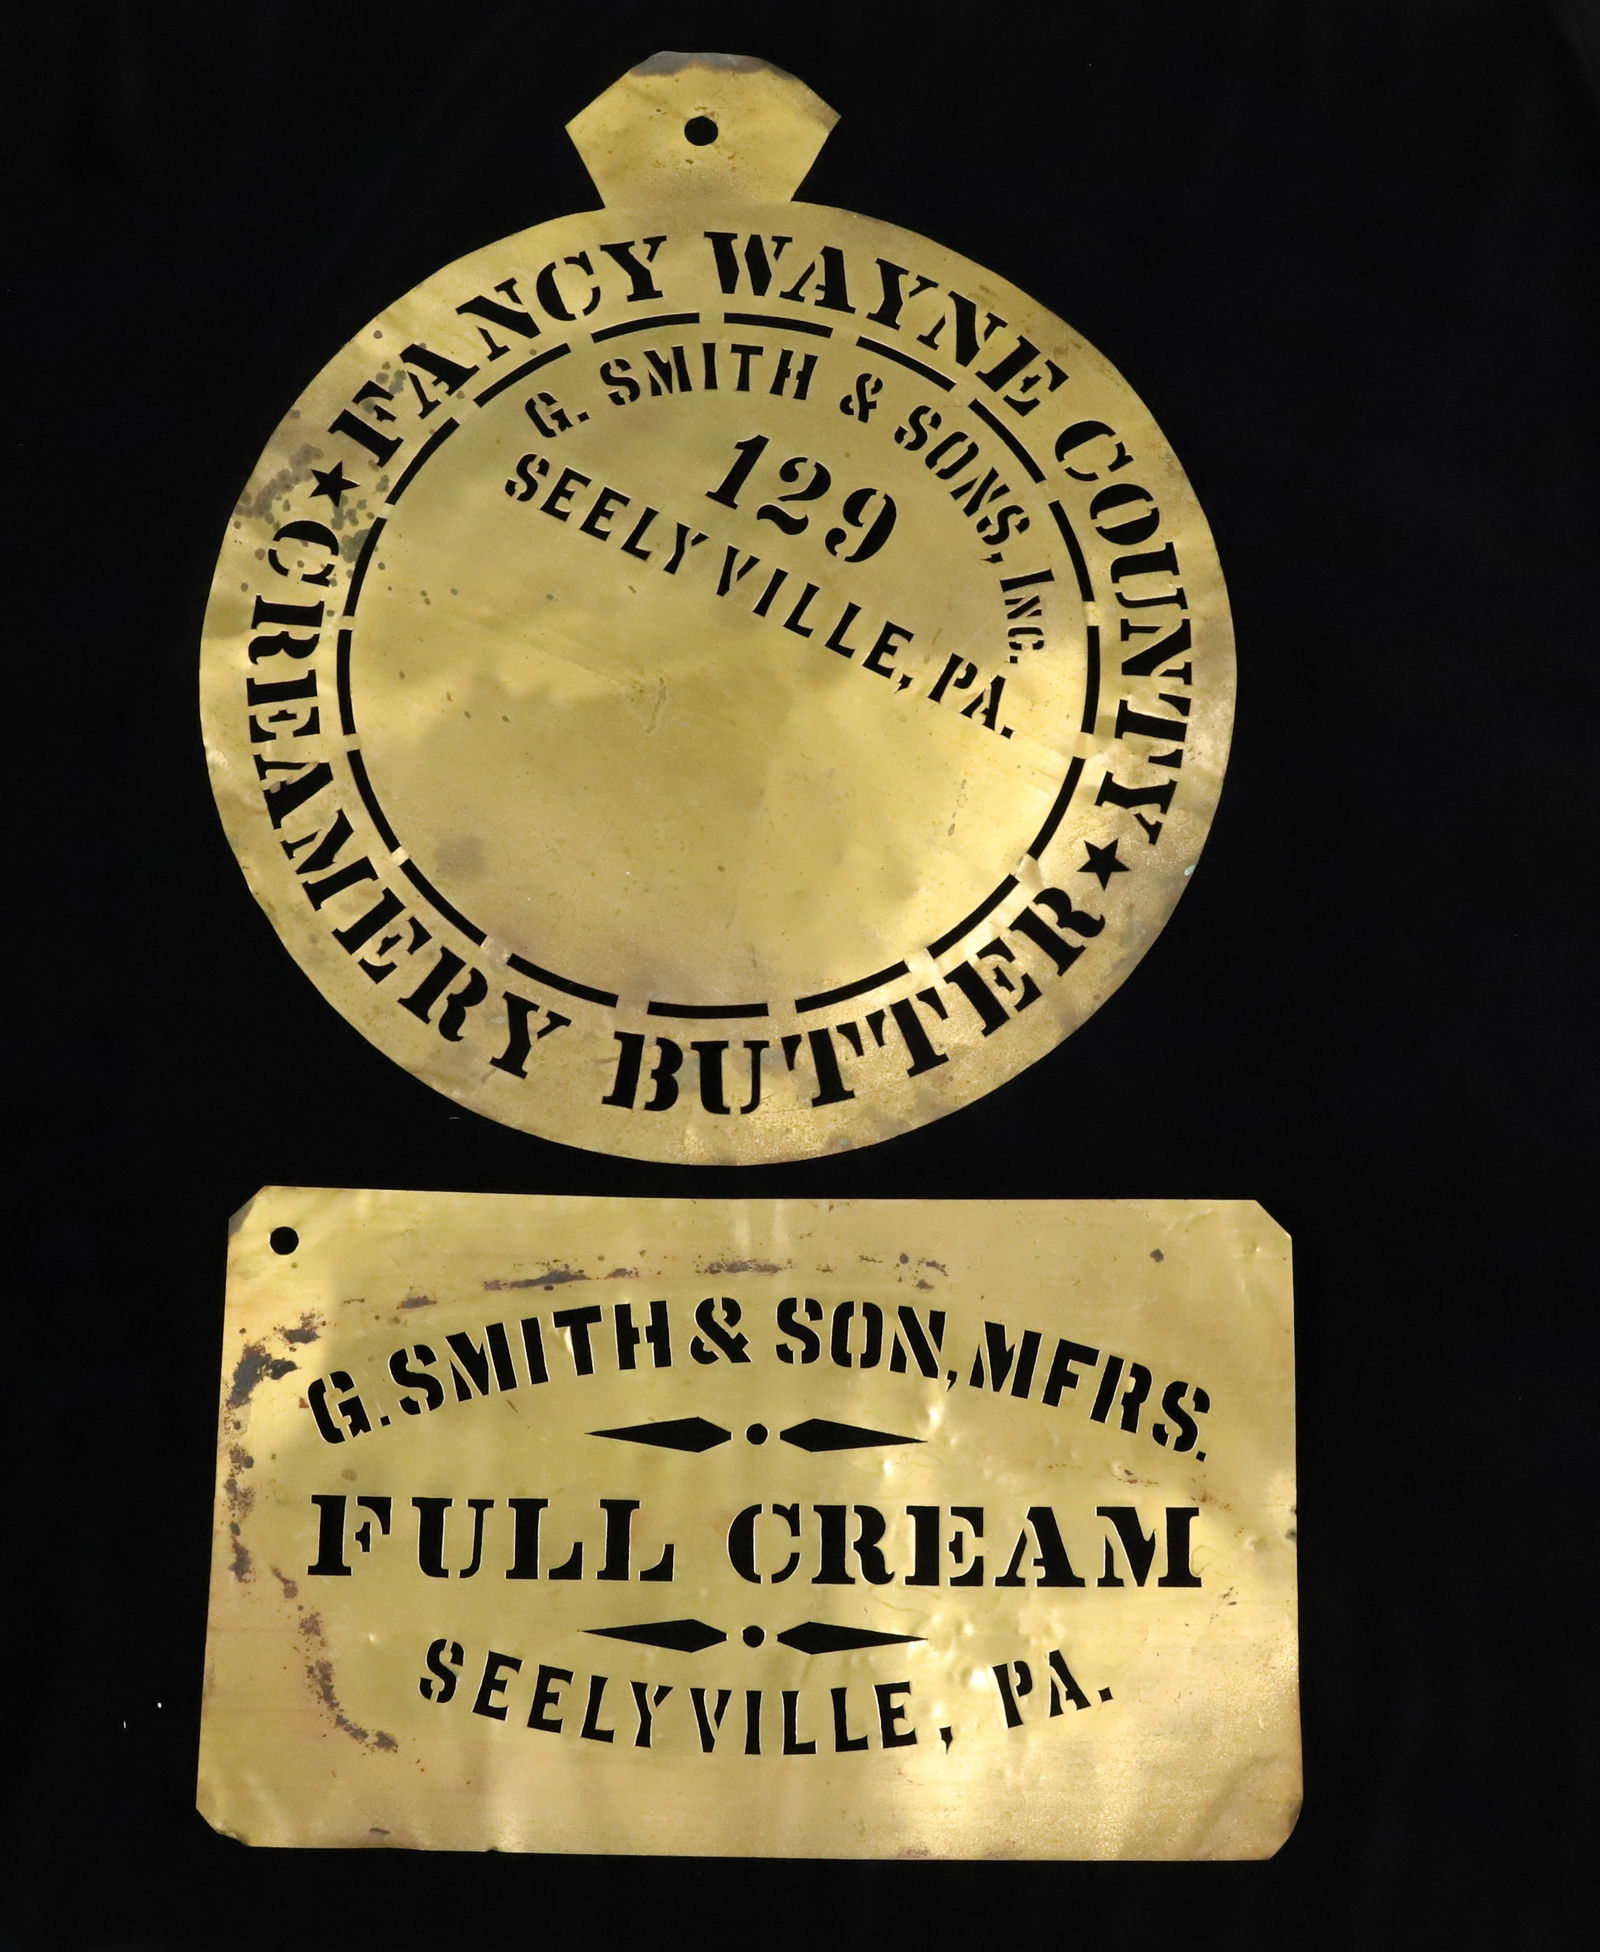 ★ FANCY WAYNE COUNTY ★
G. SMITH & SONS, INC.
129
SEELYVILLE, PA.
CREAMERY BUTTER
G. SMITH & SON, MFRS.
FULL CREAM
SEELYVILLE, PA.